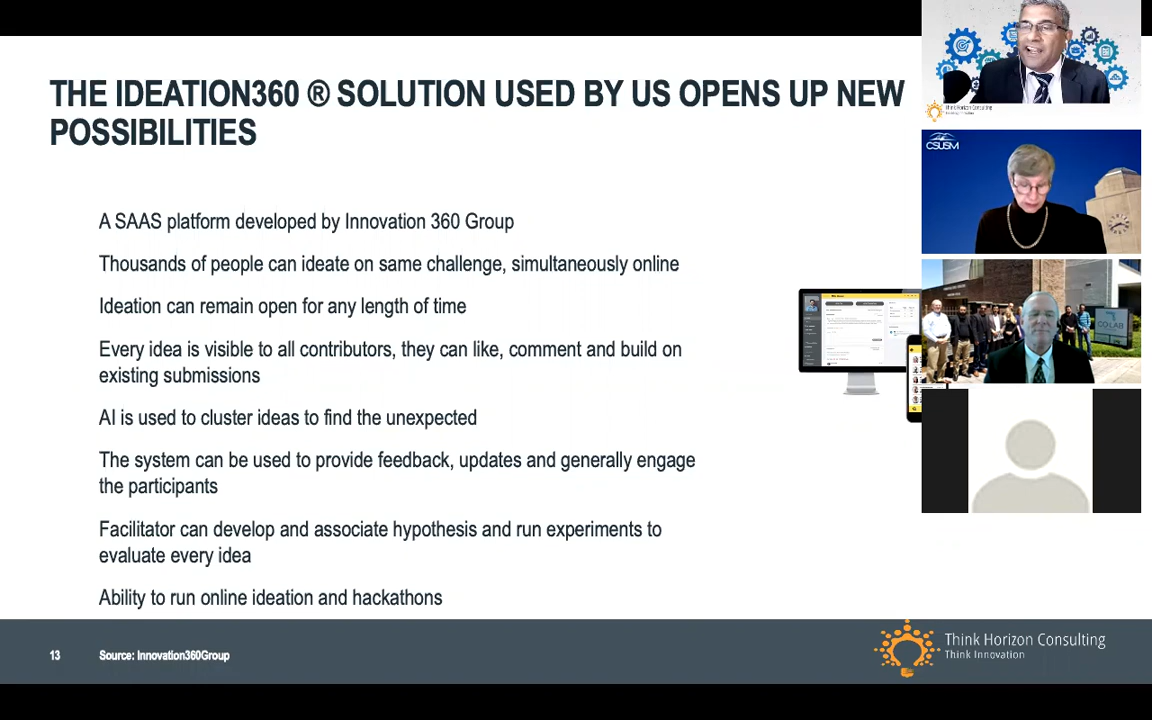 THE IDEATION360 ® SOLUTION USED BY US OPENS UP NEW
POSSIBILITIES
A SAAS platform developed by Innovation 360 Group
Thousands of people can ideate on same challenge, simultaneously online
Ideation can remain open for any length of time
Every idea is visible to all contributors, they can like, comment and build on
existing submissions
AI is used to cluster ideas to find the unexpected
The system can be used to provide feedback, updates and generally engage
the participants
Facilitator can develop and associate hypothesis and run experiments to
evaluate every idea
Ability to run online ideation and hackathons
13
Source: Innovation360Group
Think Horizon Consulting
Think Innovation
Think Horizon Consulting
CSUSM
CO-LAB